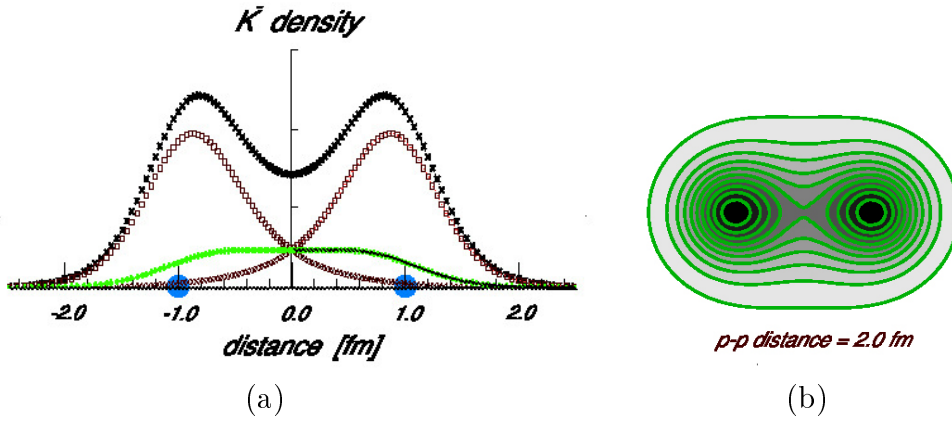 K̄ density
-2.0 -1.0 0.0 1.0 2.0
distance [fm]
p-p distance = 2.0 fm
(a) (b)